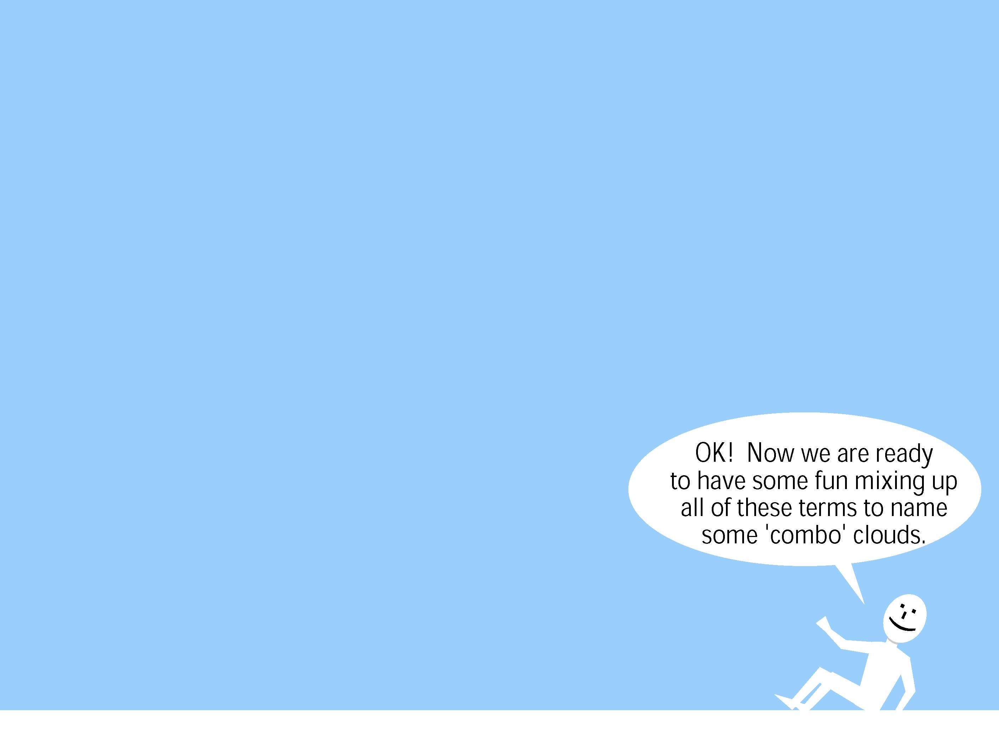 OK!  Now we are ready
to have some fun mixing up
all of these terms to name
some 'combo' clouds.